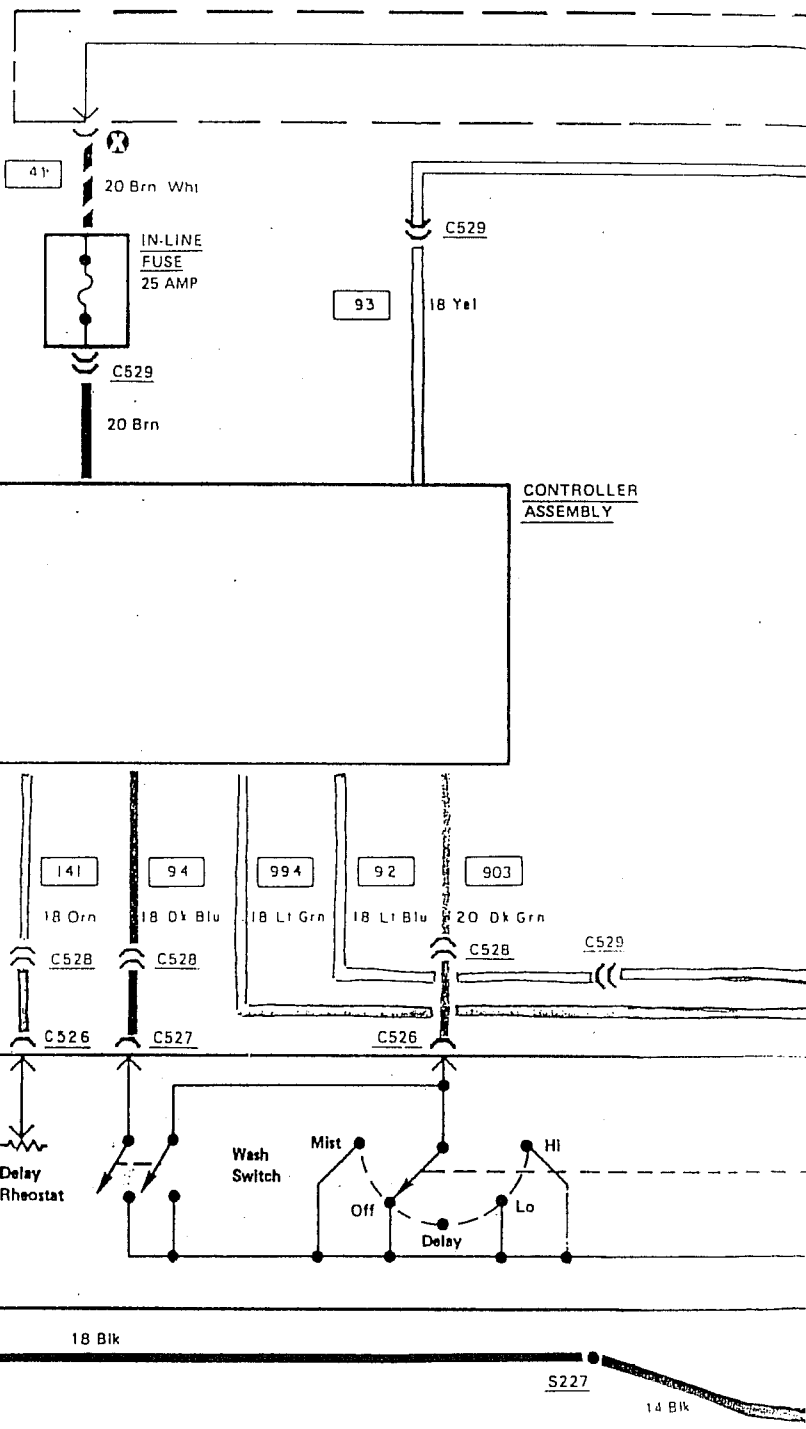 X
41
20 Brn Wht
IN-LINE
FUSE
25 AMP
C529
93
18 Yel
C529
20 Brn
CONTROLLER
ASSEMBLY
141
94
994
92
903
18 Orn
18 Dk Blu
18 Lt Grn
18 Lt Blu
20 Dk Grn
C528
C528
C528
C529
C526
C527
C526
Mist
Hi
Wash
Switch
Delay
Rheostat
Off
Lo
Delay
18 Blk
S227
14 Blk